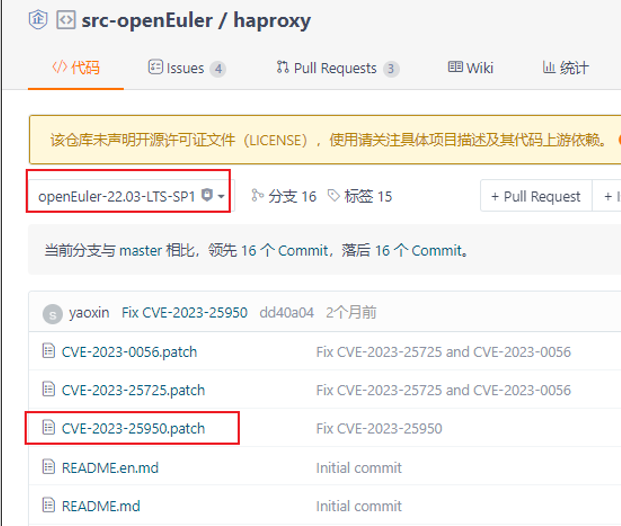 src-openEuler / haproxy
代码 Issues 4 Pull Requests 3 Wiki 统计
该仓库未声明开源许可证文件（LICENSE），使用请关注具体项目描述及其代码上游依赖。
openEuler-22.03-LTS-SP1 分支 16 标签 15 + Pull Request +
当前分支与 master 相比，领先 16 个 Commit，落后 16 个 Commit。
s yaoxin Fix CVE-2023-25950 dd40a04 2个月前
CVE-2023-0056.patch Fix CVE-2023-25725 and CVE-2023-0056
CVE-2023-25725.patch Fix CVE-2023-25725 and CVE-2023-0056
CVE-2023-25950.patch Fix CVE-2023-25950
README.en.md Initial commit
README.md Initial commit